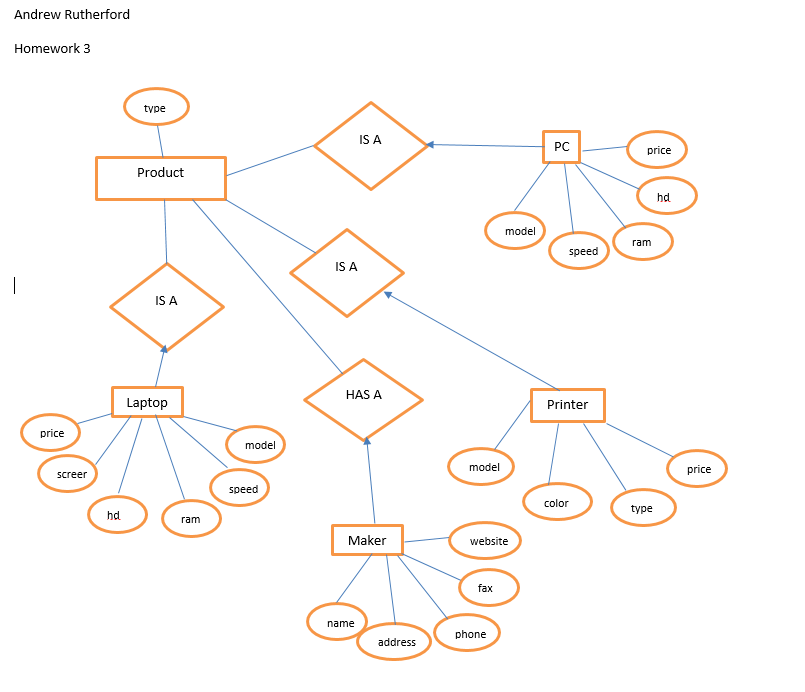 Andrew Rutherford
Homework 3
type
IS A
PC
price
Product
hd
model
ram
speed
IS A
IS A
HAS A
Laptop
Printer
price
model
model
price
screer
speed
color
type
hd
ram
Maker
website
fax
name
address
phone